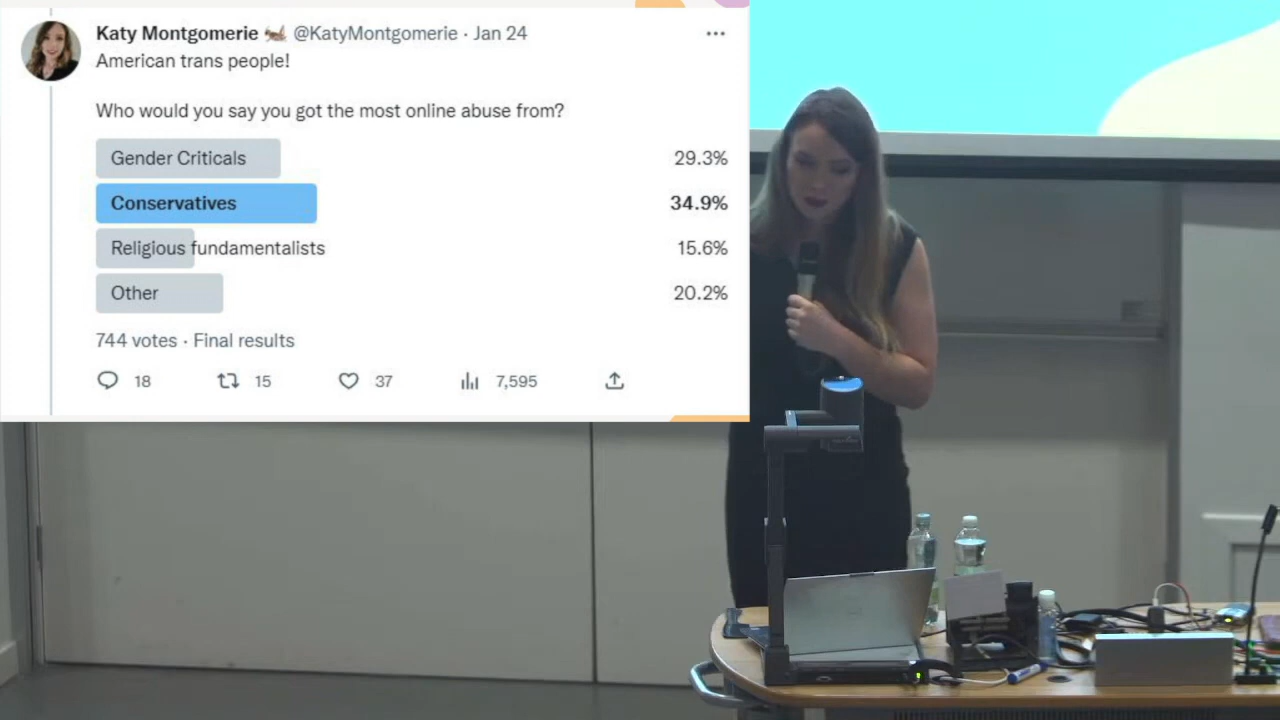 Katy Montgomerie 🦗 @KatyMontgomerie · Jan 24
American trans people!
Who would you say you got the most online abuse from?
Gender Criticals 29.3%
Conservatives 34.9%
Religious fundamentalists 15.6%
Other 20.2%
744 votes · Final results
18 15 37 7,595